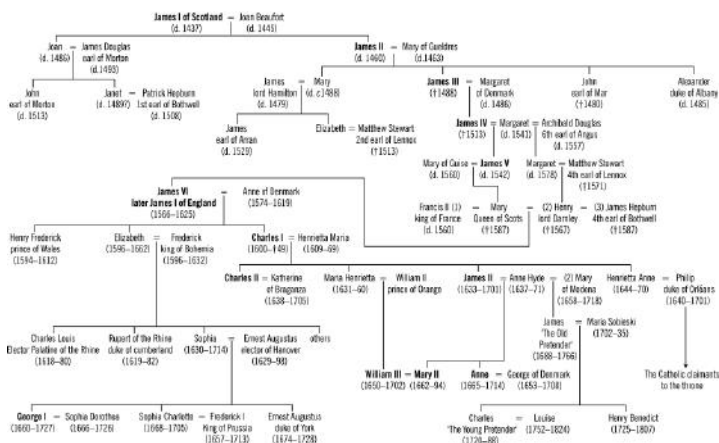 James I of Scotland = Joan Beaufort
(d. 1437) (d. 1445)
Joan = James Douglas
(d. 1486) earl of Morton
(d.1493)
James II = Mary of Gueldres
(d. 1460) (d.1463)
John
earl of Morton
(d. 1513)
Janet = Patrick Hepburn
(d. 1489?) 1st earl of Bothwell
(d. 1508)
James = Mary
lord Hamilton (d. c1488)
(d. 1479)
James III = Margaret
(†1488) of Denmark
(d. 1486)
John
earl of Mar
(†1480)
Alexander
duke of Albany
(d. 1485)
James
earl of Arran
(d. 1529)
Elizabeth = Matthew Stewart
2nd earl of Lennox
(†1513)
James IV = Margaret = Archibald Douglas
(†1513) (d. 1541) 6th earl of Angus
(d. 1557)
Mary of Guise = James V
(d. 1560) (d. 1542)
Margaret = Matthew Stewart
(d. 1578) 4th earl of Lennox
(†1571)
James VI = Anne of Denmark
later James I of England (1574–1619)
(1566–1625)
Francis II (1) = Mary = (2) Henry = (3) James Hepburn
king of France Queen of Scots lord Darnley 4th earl of Bothwell
(d. 1560) (†1587) (†1567) (†1587)
Henry Frederick
prince of Wales
(1594–1612)
Elizabeth = Frederick
(1596–1662) king of Bohemia
(1596–1632)
Charles I = Henrietta Maria
(1600–†49) (1609–69)
Charles II = Katherine
of Braganza
(1638–1705)
Maria Henrietta = William II
(1631–60) prince of Orange
James II = Anne Hyde = (2) Mary
(1633–1701) (1637–71) of Modena
(1658–1718)
Henrietta Anne = Philip
(1644–70) duke of Orléans
(1640–1701)
Charles Louis
Elector Palatine of the Rhine
(1618–80)
Rupert of the Rhine
duke of cumberland
(1619–82)
Sophia = Ernest Augustus
(1630–1714) elector of Hanover
(1629–98)
others
James = Maria Sobieski
'The Old (1702–35)
Pretender'
(1688–1766)
William III = Mary II
(1650–1702) (1662–94)
Anne = George of Denmark
(1665–1714) (1653–1708)
The Catholic claimants
to the throne
George I = Sophia Dorothea
(1660–1727) (1666–1726)
Sophia Charlotte = Frederick I
(1668–1705) King of Prussia
(1657–1713)
Ernest Augustus
duke of York
(1674–1728)
Charles = Louise
'The Young Pretender' (1752–1824)
(1720–88)
Henry Benedict
(1725–1807)